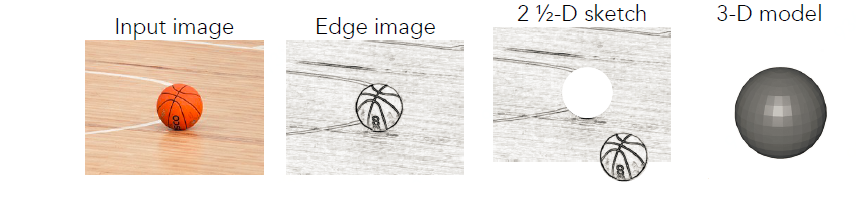 Input image
Edge image
2 ½-D sketch
3-D model